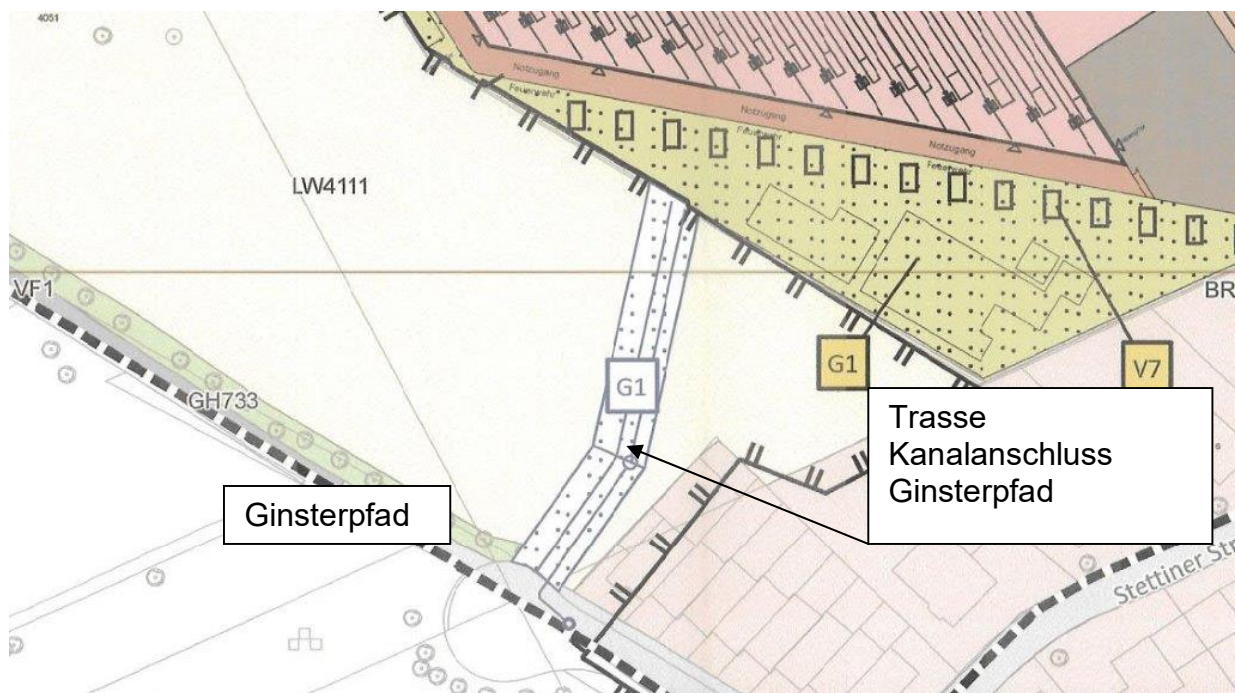 4051
Notzugang
Feuerwehr
Notzugang
Feuerwehr
Notzugang
Feuerwehr
LW4111
VF1
BR
G1
G1
V7
GH733
Trasse
Kanalanschluss
Ginsterpfad
Ginsterpfad
Stettiner Str